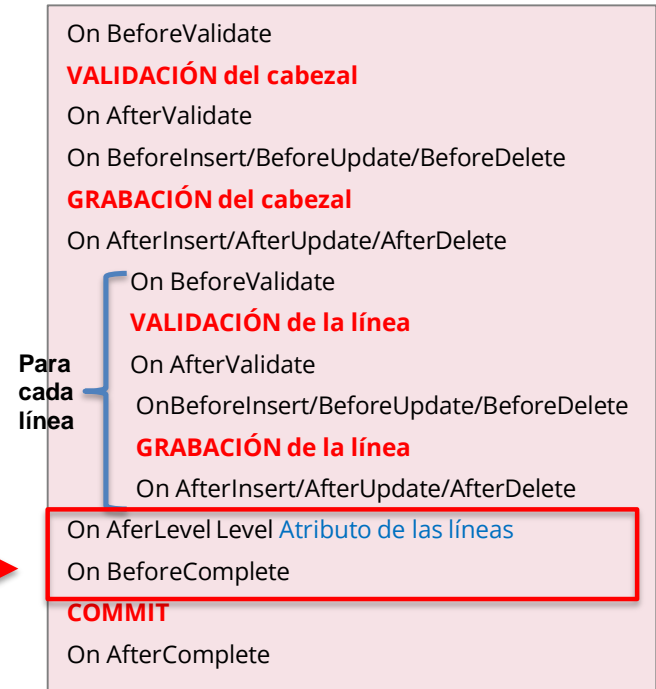 On BeforeValidate
VALIDACIÓN del cabezal
On AfterValidate
On BeforeInsert/BeforeUpdate/BeforeDelete
GRABACIÓN del cabezal
On AfterInsert/AfterUpdate/AfterDelete
Para
cada
línea
On BeforeValidate
VALIDACIÓN de la línea
On AfterValidate
OnBeforeInsert/BeforeUpdate/BeforeDelete
GRABACIÓN de la línea
On AfterInsert/AfterUpdate/AfterDelete
On AferLevel Level Atributo de las líneas
On BeforeComplete
COMMIT
On AfterComplete